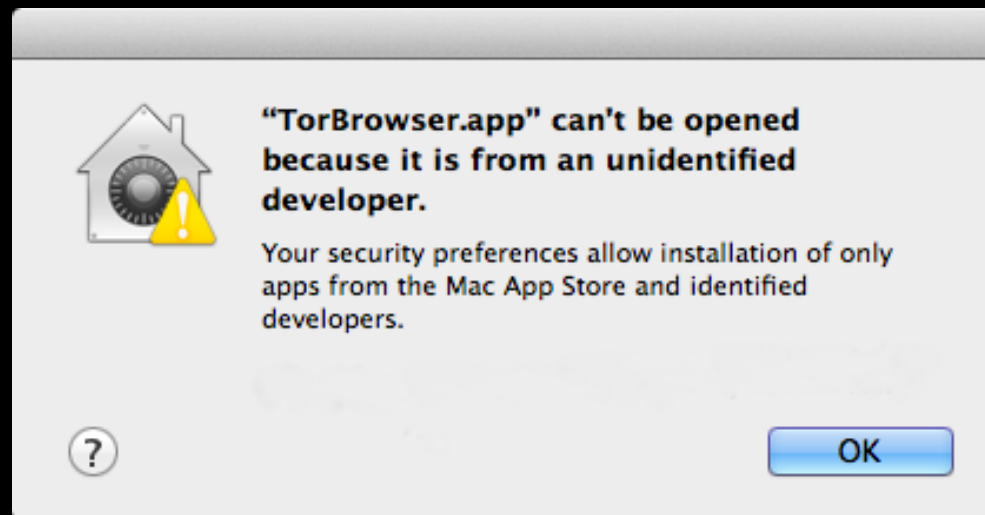 “TorBrowser.app” can't be opened
because it is from an unidentified
developer.
Your security preferences allow installation of only
apps from the Mac App Store and identified
developers.
?
OK